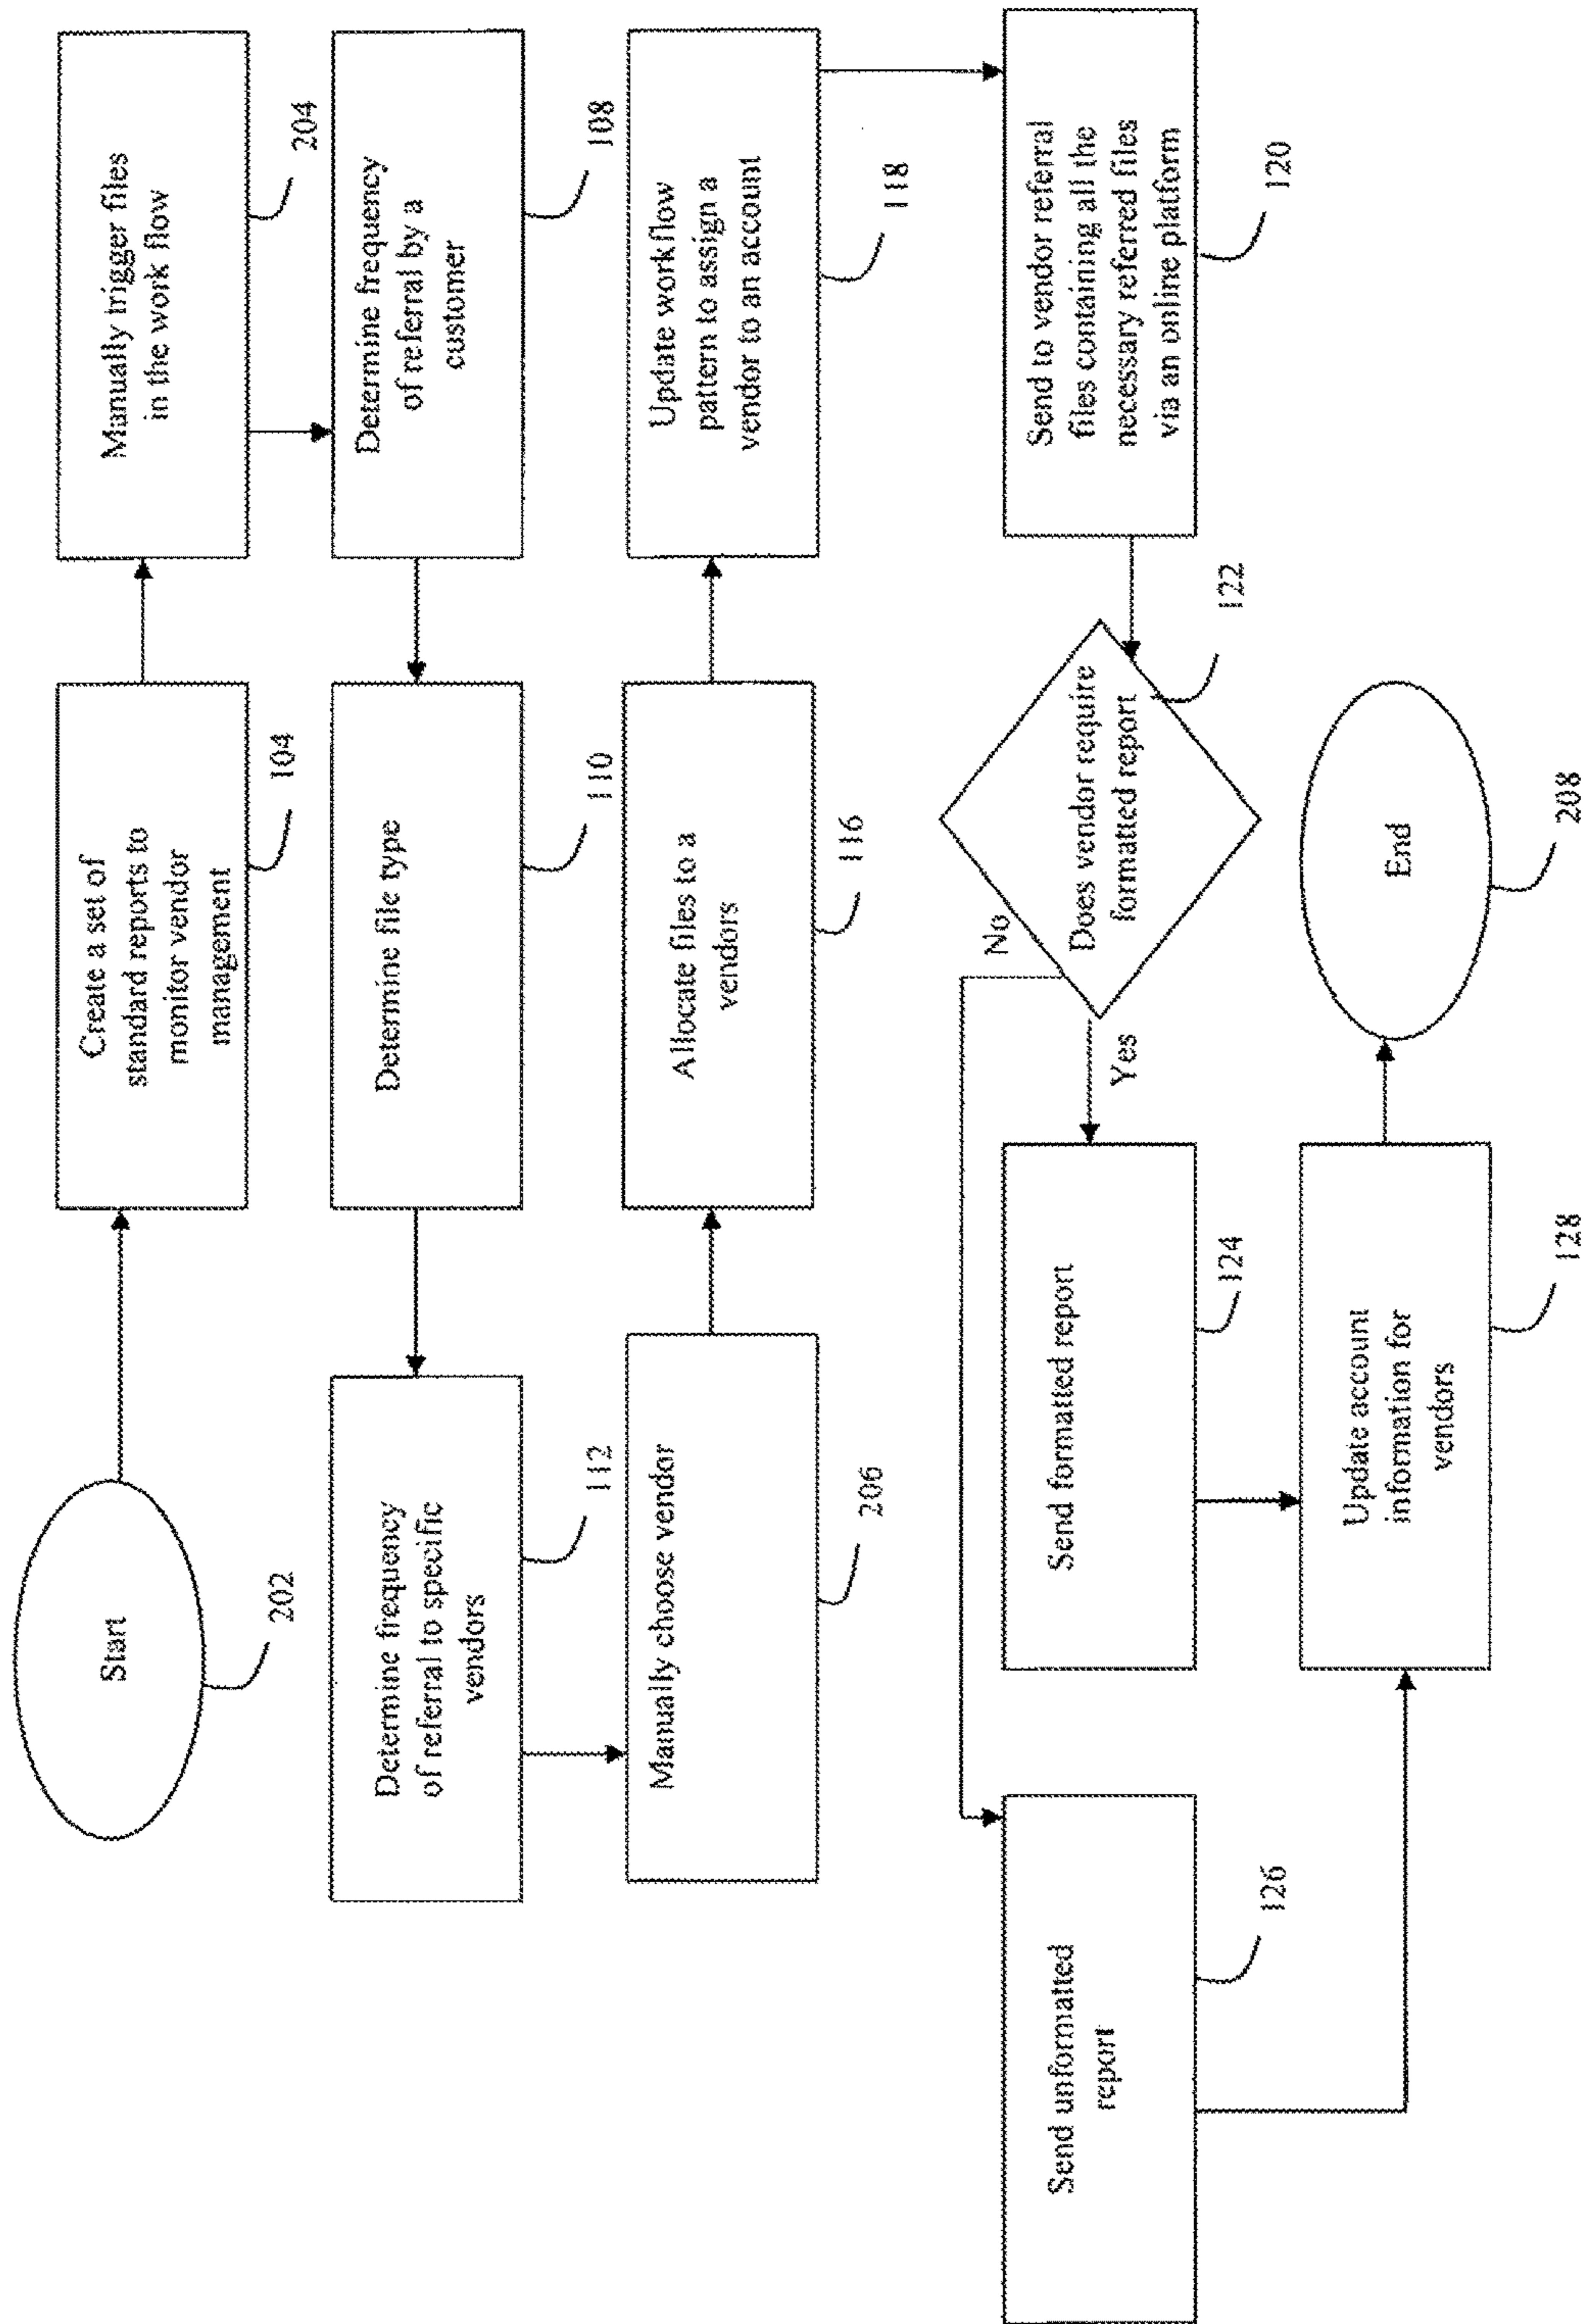 Start
202
Create a set of
standard reports to
monitor vendor
management
104
Manually trigger files
in the work flow
204
Determine frequency
of referral by a
customer
108
Determine file type
110
Determine frequency
of referral to specific
vendors
112
Manually choose vendor
206
Allocate files to a
vendors
116
Update workflow
pattern to assign a
vendor to an account
118
Send to vendor referral
files containing all the
necessary referred files
via an online platform
120
Does vendor require
formatted report
122
No
Yes
Send formatted report
124
Send unformatted
report
126
Update account
information for
vendors
128
End
208